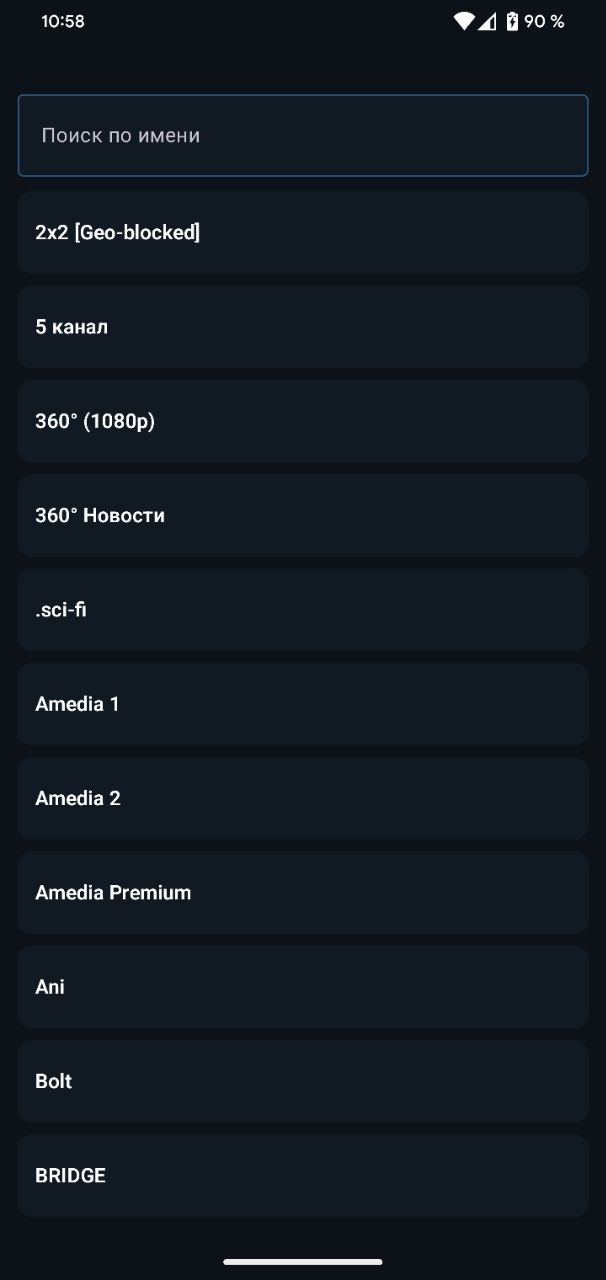 10:58 90 %
Поиск по имени
2x2 [Geo-blocked]
5 канал
360° (1080p)
360° Новости
.sci-fi
Amedia 1
Amedia 2
Amedia Premium
Ani
Bolt
BRIDGE